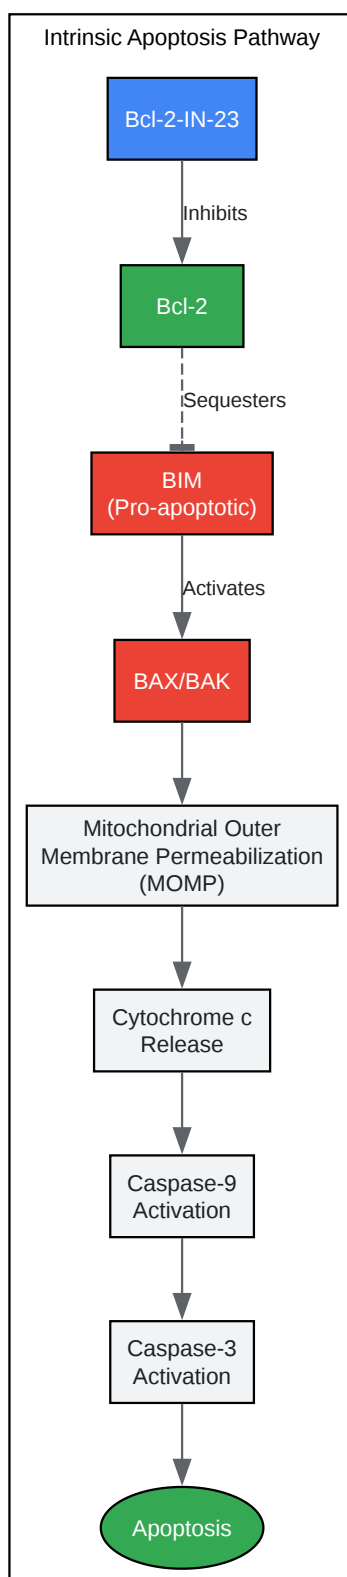 Intrinsic Apoptosis Pathway
Bcl-2-IN-23
Inhibits
Bcl-2
Sequesters
BIM
(Pro-apoptotic)
Activates
BAX/BAK
Mitochondrial Outer
Membrane Permeabilization
(MOMP)
Cytochrome c
Release
Caspase-9
Activation
Caspase-3
Activation
Apoptosis